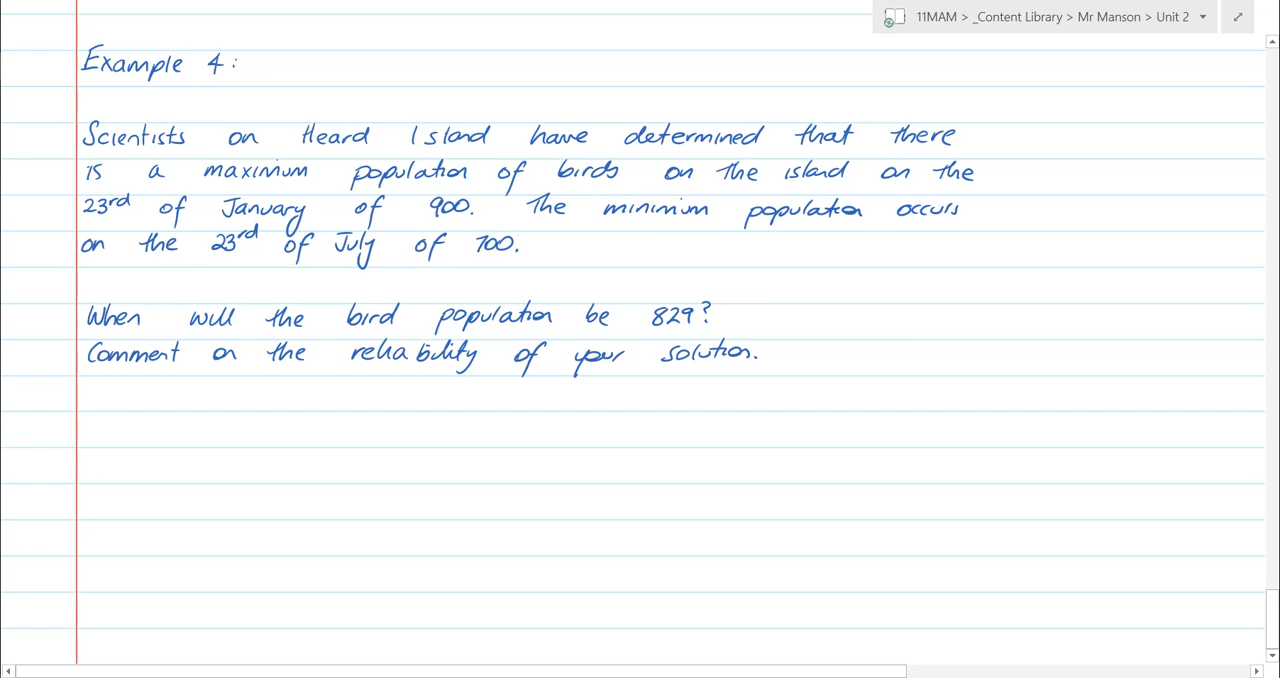 11MAM > _Content Library > Mr Manson > Unit 2
Example 4:
Scientists on Heard Island have determined that there
is a maximum population of birds on the island on the
23rd of January of 900. The minimum population occurs
on the 23rd of July of 700.
When will the bird population be 829?
Comment on the reliability of your solution.